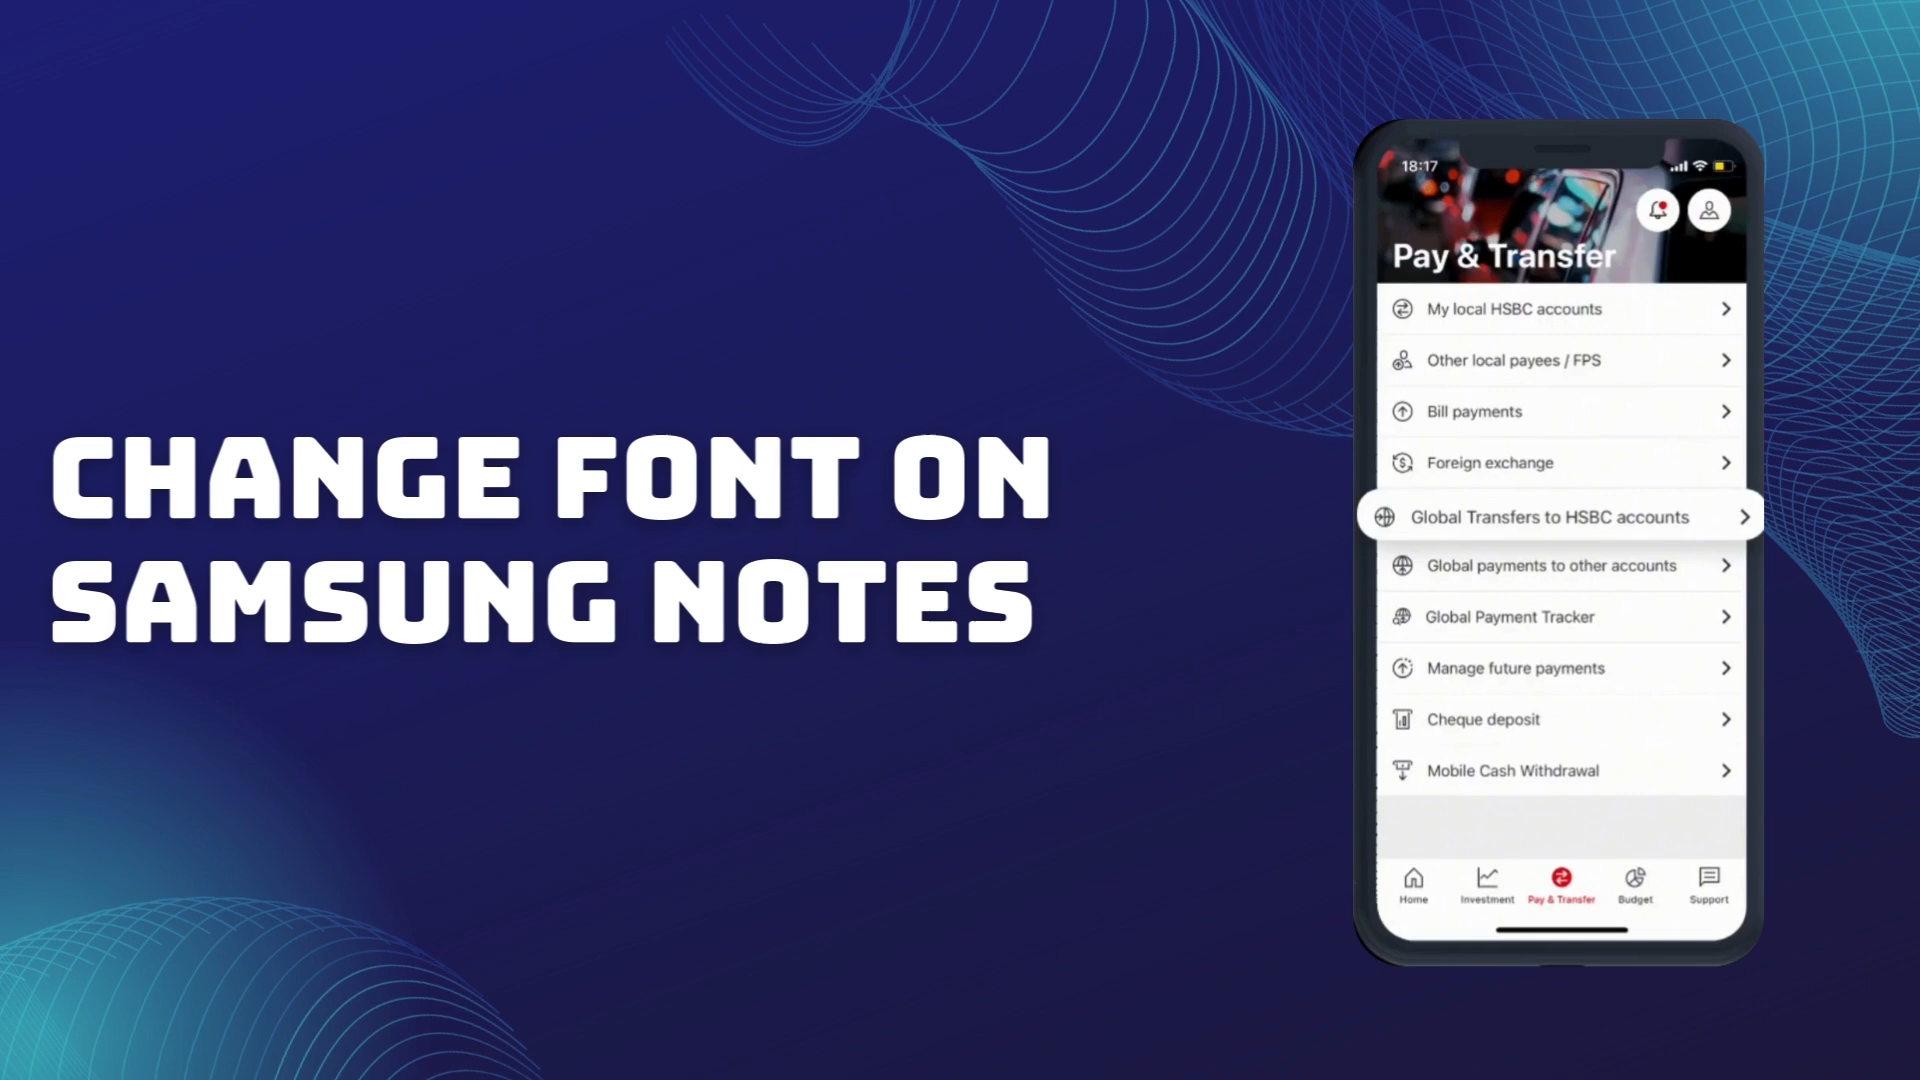 CHANGE FONT ON
SAMSUNG NOTES
18:17
Pay & Transfer
My local HSBC accounts
Other local payees / FPS
Bill payments
Foreign exchange
Global Transfers to HSBC accounts
Global payments to other accounts
Global Payment Tracker
Manage future payments
Cheque deposit
Mobile Cash Withdrawal
Home Investment Pay & Transfer Budget Support